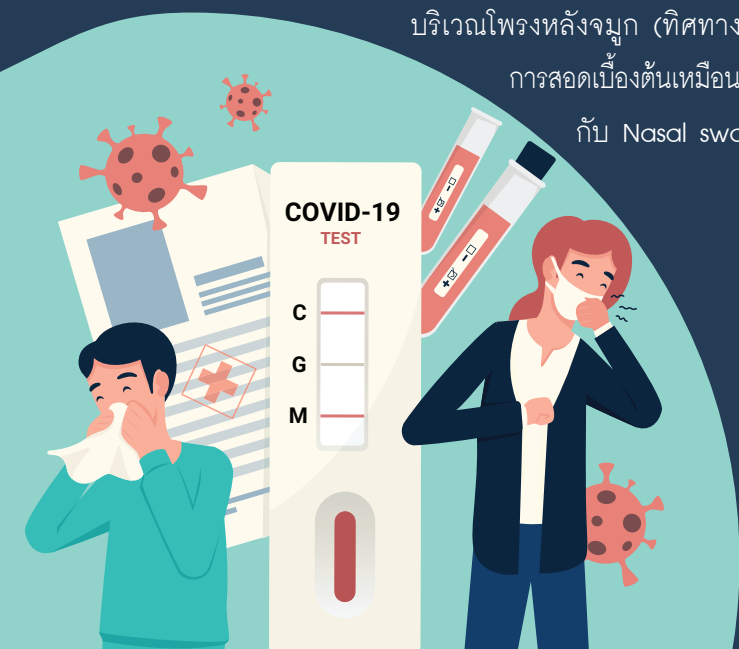 บริเวณโพรงหลังจมูก (ทิศทาง
การสอดเบื้องต้นเหมือน
กับ Nasal swa
COVID-19
TEST
C
G
M